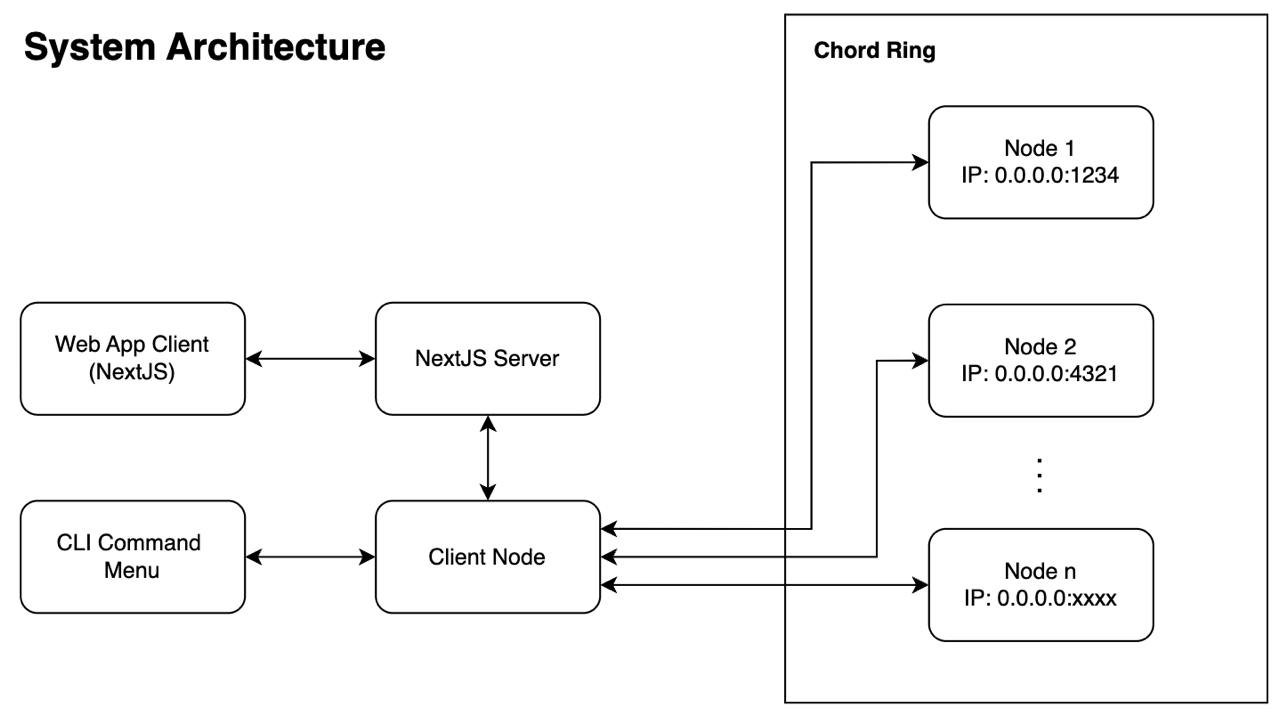 System Architecture
Chord Ring
Node 1
IP: 0.0.0.0:1234
Web App Client
(NextJS)
NextJS Server
Node 2
IP: 0.0.0.0:4321
CLI Command
Menu
Client Node
Node n
IP: 0.0.0.0:xxxx